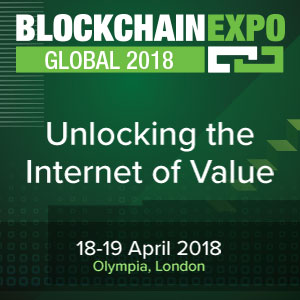 BLOCKCHAINEXPO
GLOBAL 2018
Unlocking the
Internet of Value
18-19 April 2018
Olympia, London